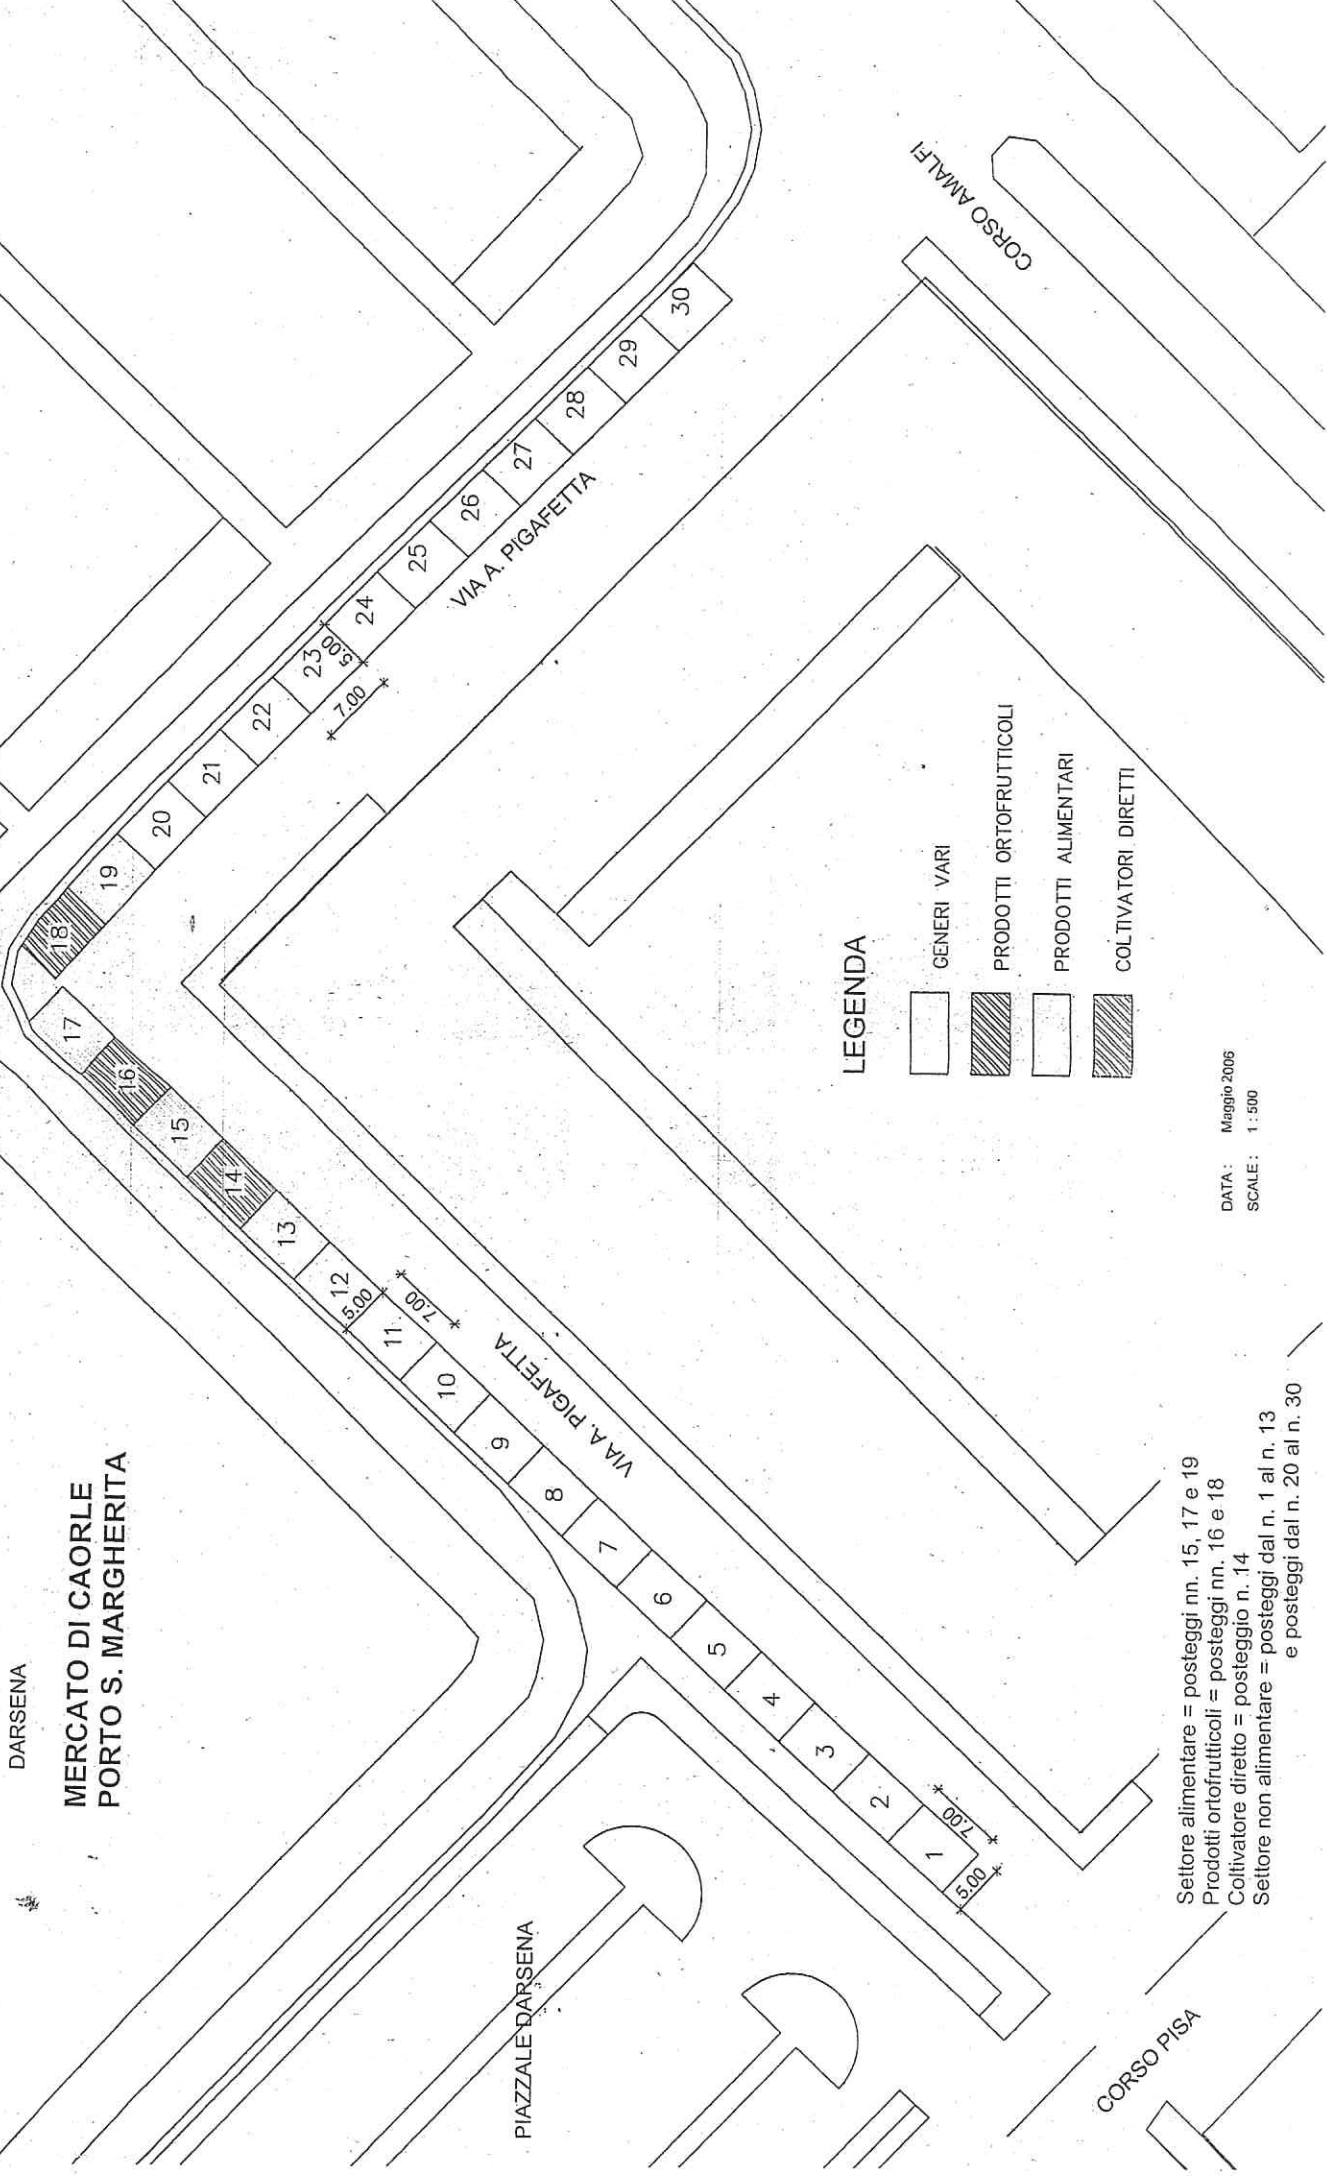 DARSENA
MERCATO DI CAORLE
PORTO S. MARGHERITA
PIAZZALE DARSENA
CORSO PISA
VIA A. PIGAFETTA
VIA A. PIGAFETTA
CORSO AMALFI
1
2
3
4
5
6
7
8
9
10
11
12
13
14
15
16
17
18
19
20
21
22
23
24
25
26
27
28
29
30
5.00
7.00
5.00
7.00
5.00
7.00
LEGENDA
GENERI VARI
PRODOTTI ORTOFRUTTICOLI
PRODOTTI ALIMENTARI
COLTIVATORI DIRETTI
DATA: Maggio 2006
SCALE: 1 : 500
Settore alimentare = posteggi nn. 15, 17 e 19
Prodotti ortofrutticoli = posteggi nn. 16 e 18
Coltivatore diretto = posteggio n. 14
Settore non alimentare = posteggi dal n. 1 al n. 13
e posteggi dal n. 20 al n. 30